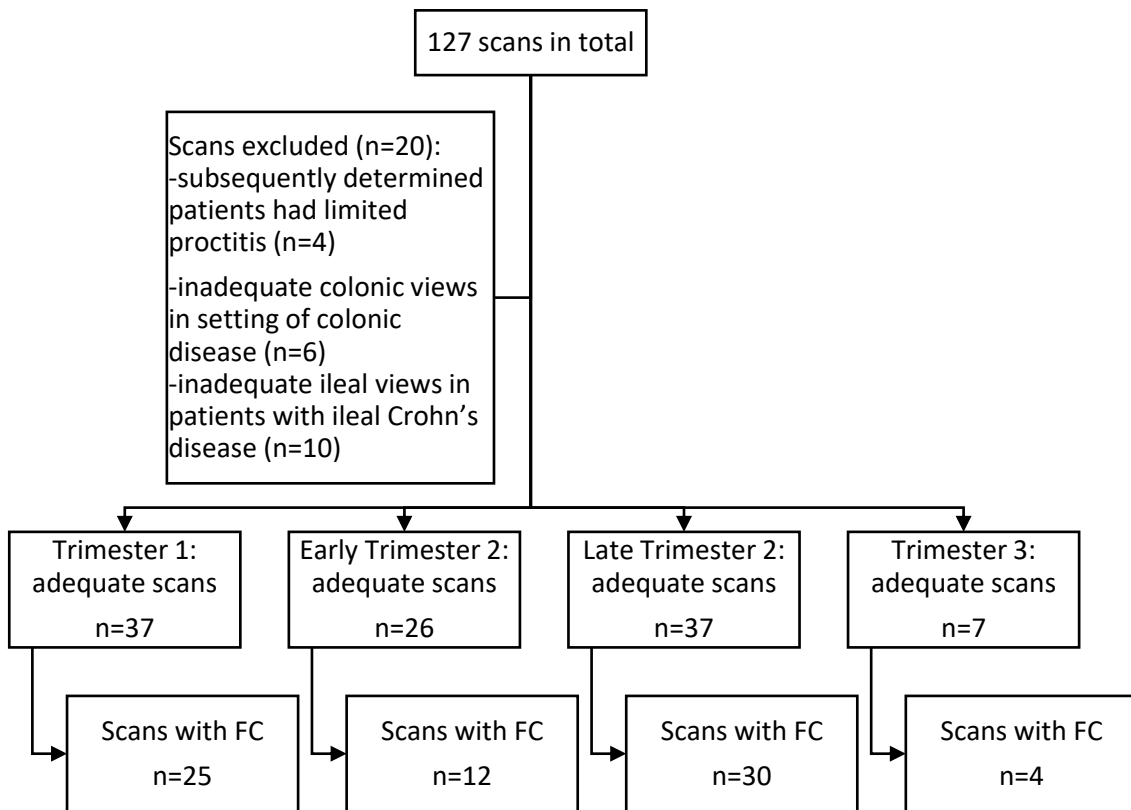 127 scans in total
Scans excluded (n=20):
-subsequently determined
patients had limited
proctitis (n=4)
-inadequate colonic views
in setting of colonic
disease (n=6)
-inadequate ileal views in
patients with ileal Crohn’s
disease (n=10)
Trimester 1:
adequate scans
n=37
Early Trimester 2:
adequate scans
n=26
Late Trimester 2:
adequate scans
n=37
Trimester 3:
adequate scans
n=7
Scans with FC
n=25
Scans with FC
n=12
Scans with FC
n=30
Scans with FC
n=4